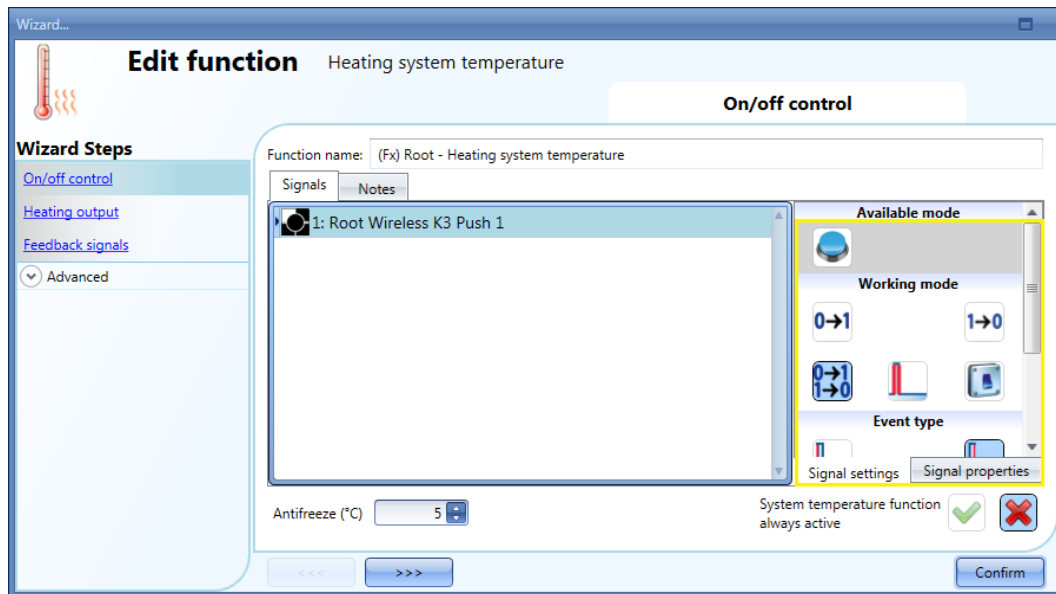 Wizard...
Edit function
Heating system temperature
On/off control
Wizard Steps
On/off control
Heating output
Feedback signals
Advanced
Function name: (Fx) Root - Heating system temperature
Signals
Notes
1: Root Wireless K3 Push 1
Available mode
Working mode
0→1
1→0
0→1
1→0
Event type
Signal settings
Signal properties
Antifreeze (°C)
5
System temperature function
always active
<<<
>>>
Confirm